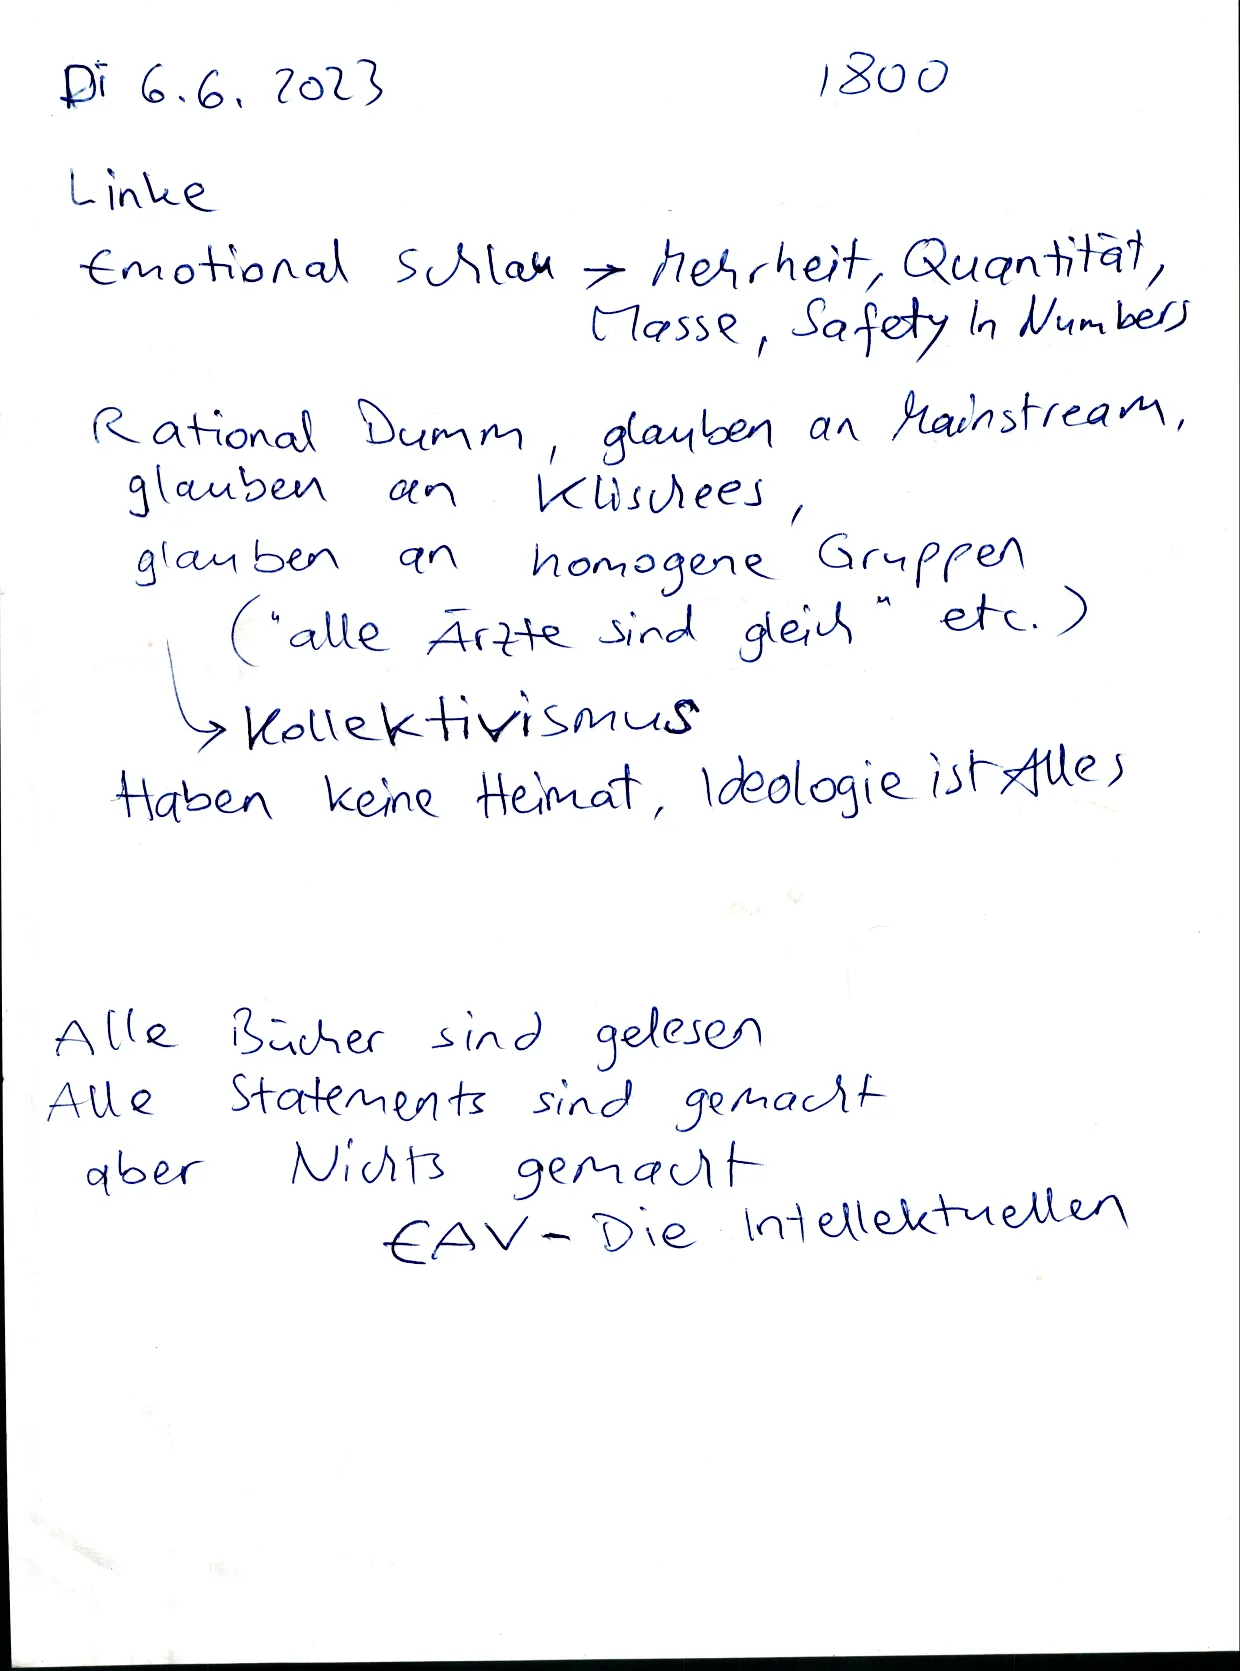 Di 6.6. 2023 1800
Linke
Emotional Schlau → Mehrheit, Quantität,
Masse, Safety In Numbers
Rational Dumm, glauben an Mainstream,
glauben an Klischees,
glauben an homogene Gruppen
("alle Ärzte sind gleich" etc.)
↳ Kollektivismus
Haben keine Heimat, Ideologie ist Alles
Alle Bücher sind gelesen
Alle Statements sind gemacht
aber Nichts gemacht
EAV - Die Intellektuellen